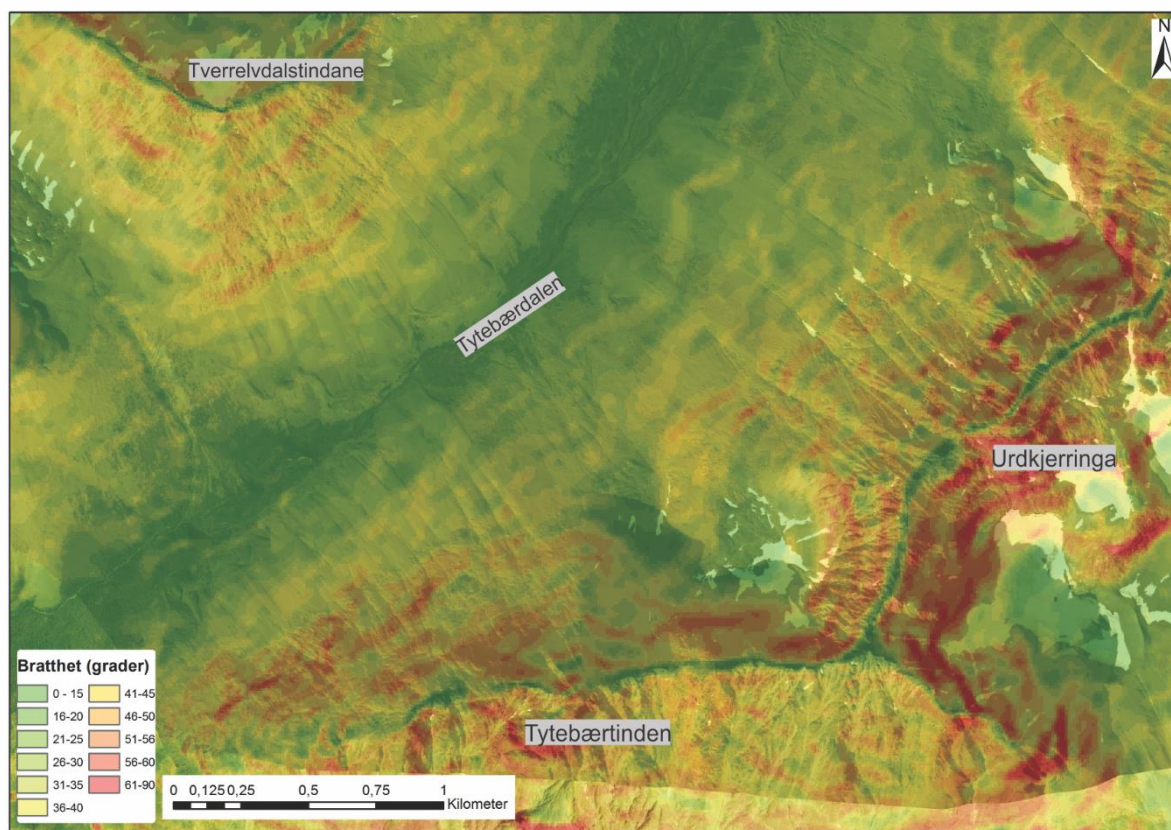 N
Tverrelvdalstindane
Tytebærdalen
Urdkjerringa
Tytebærtinden
Bratthet (grader)
0 - 15
16-20
21-25
26-30
31-35
36-40
41-45
46-50
51-56
56-60
61-90
0 0,125 0,25 0,5 0,75 1
Kilometer